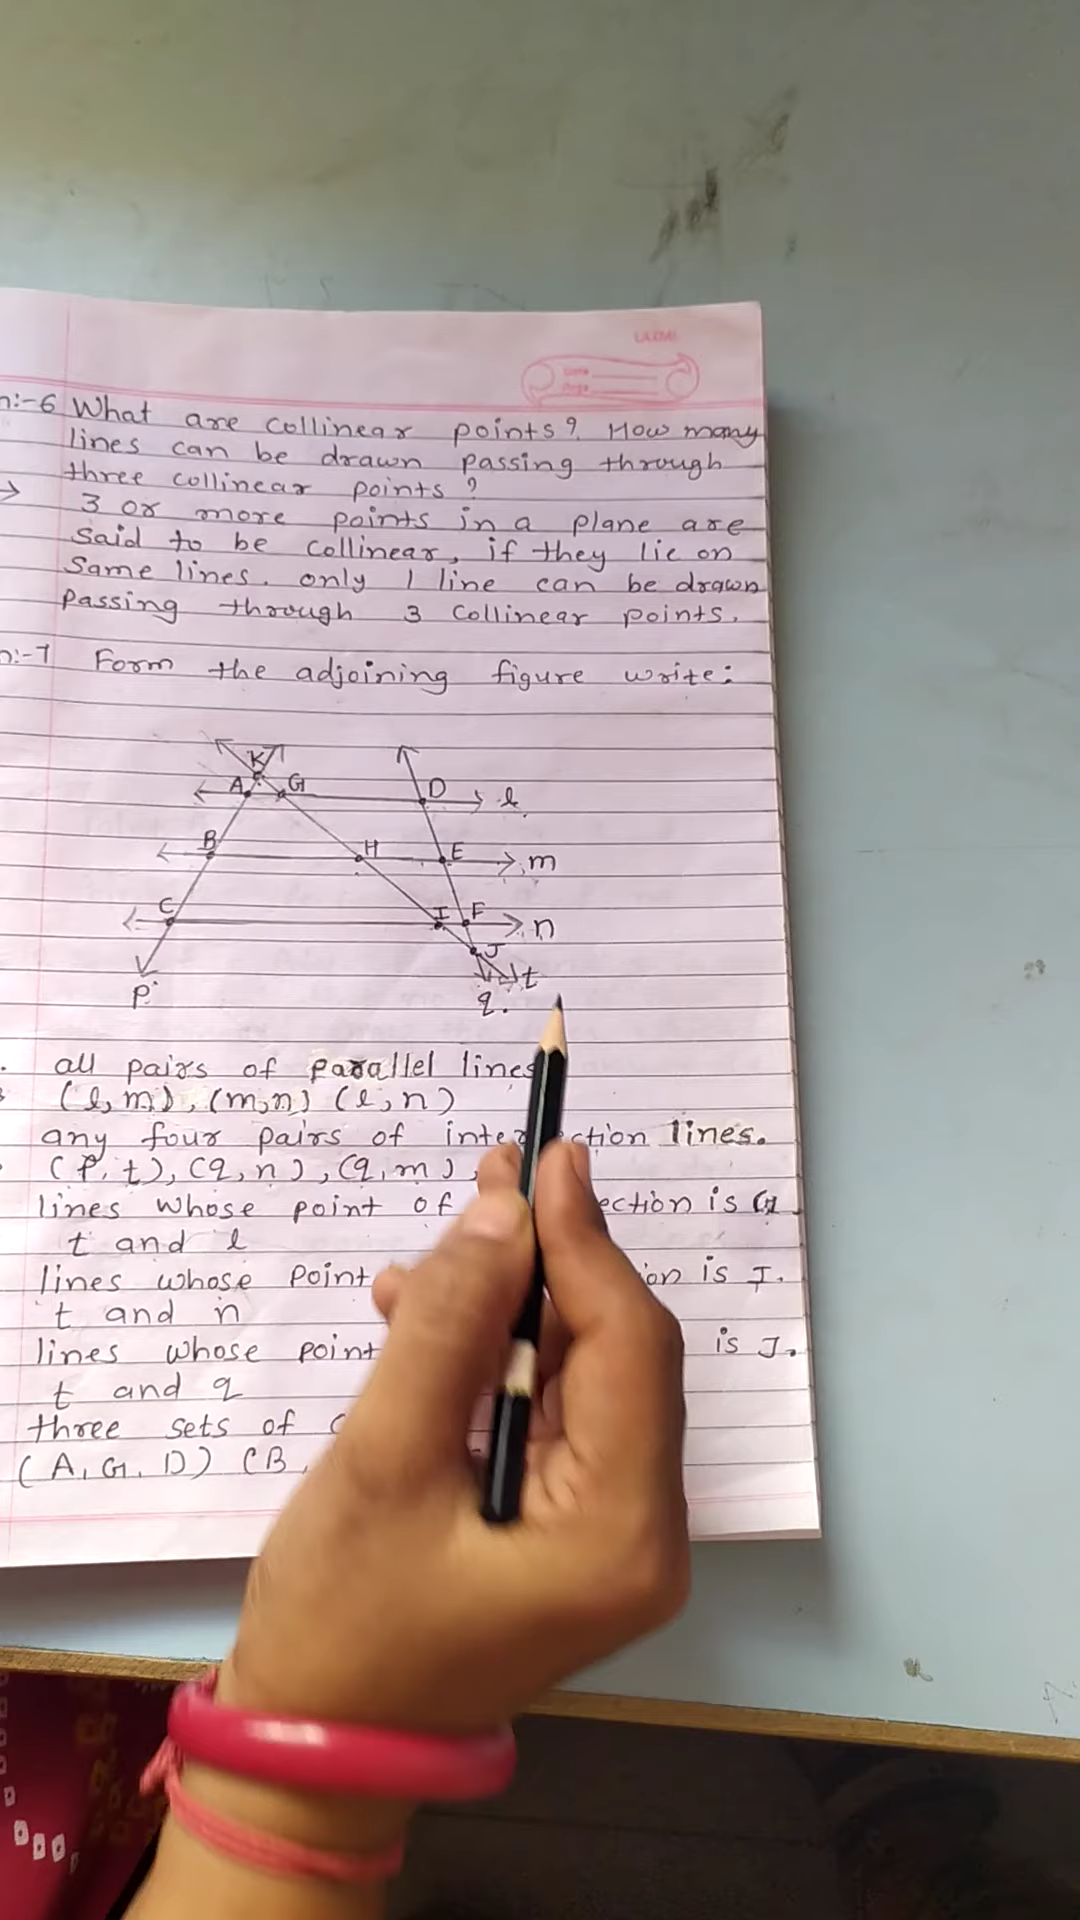 LAXMI
n:-6 What are collinear points? How many
lines can be drawn passing through
three collinear points?
→ 3 or more points in a plane are
said to be collinear, if they lie on
Same lines. only 1 line can be drawn
passing through 3 collinear points.
n:-7 Form the adjoining figure write:
K
A G D l
B H E m
C I F n
J
t
P
q.
all pairs of parallel lines
(l, m), (m, n) (l, n)
any four pairs of ection lines.
(P, t), (q, n), (q, m),
lines whose point of ection is G
t and l
lines whose point ion is I.
t and n
lines whose point is J.
t and q
three sets of
(A, G, D) (B,